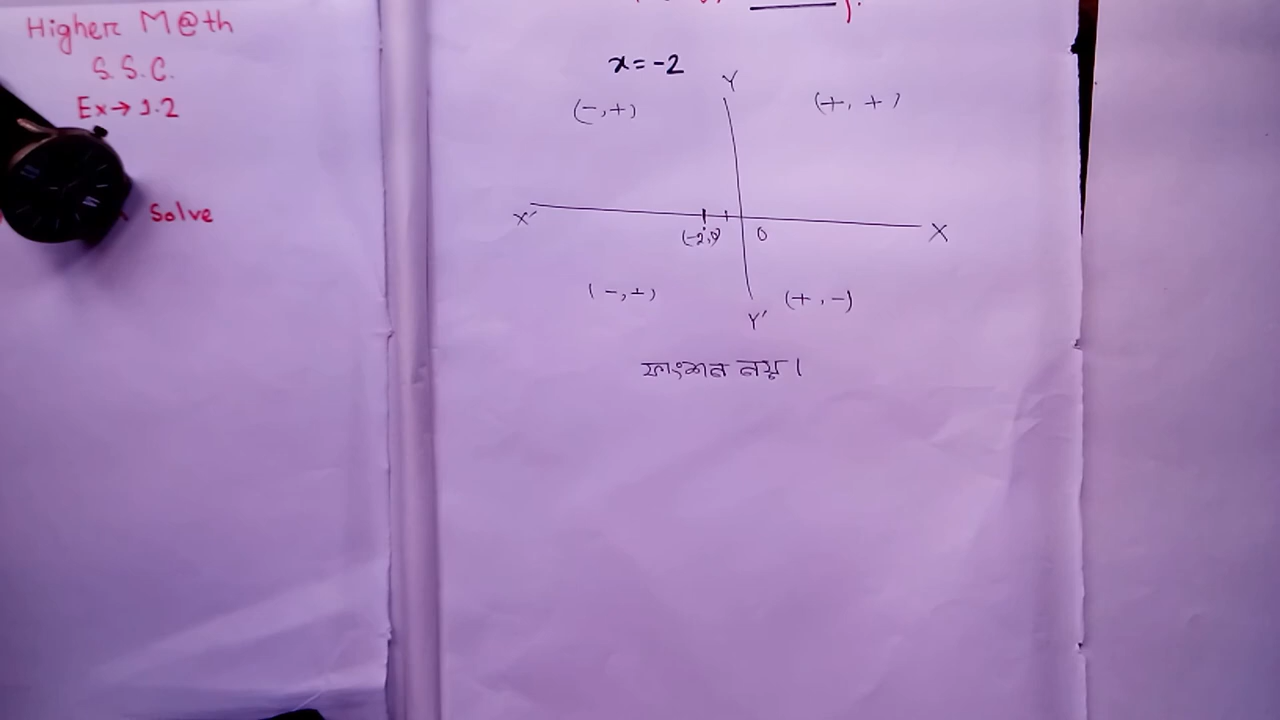 Higher M@th
S.S.C.
Ex→1.2
Solve
x=-2
Y
(-,+)
(+, +)
X'
(-2,0)
0
X
(-,+)
(+,-)
Y'
ফাংশন নয়।